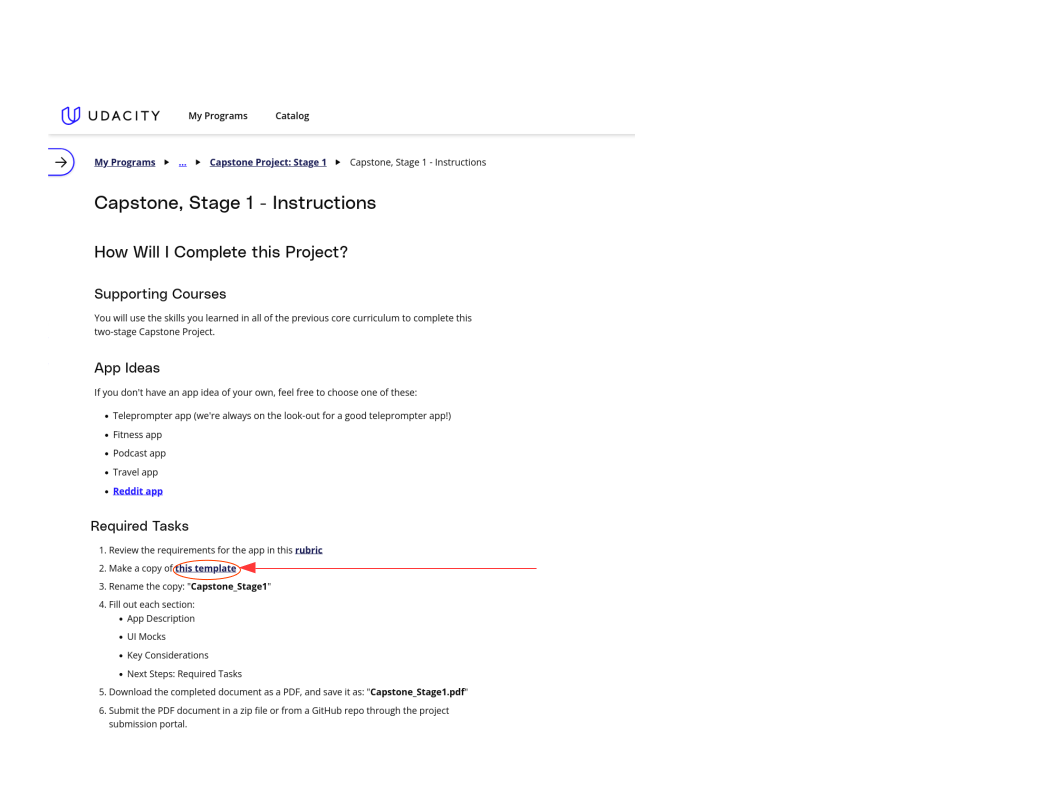 UDACITY My Programs Catalog
My Programs ... Capstone Project: Stage 1 Capstone, Stage 1 - Instructions
Capstone, Stage 1 - Instructions
How Will I Complete this Project?
Supporting Courses
You will use the skills you learned in all of the previous core curriculum to complete this
two-stage Capstone Project.
App Ideas
If you don't have an app idea of your own, feel free to choose one of these:
• Teleprompter app (we're always on the look-out for a good teleprompter app!)
• Fitness app
• Podcast app
• Travel app
• Reddit app
Required Tasks
1. Review the requirements for the app in this rubric
2. Make a copy of this template
3. Rename the copy: "Capstone_Stage1"
4. Fill out each section:
• App Description
• UI Mocks
• Key Considerations
• Next Steps: Required Tasks
5. Download the completed document as a PDF, and save it as: "Capstone_Stage1.pdf"
6. Submit the PDF document in a zip file or from a GitHub repo through the project
submission portal.